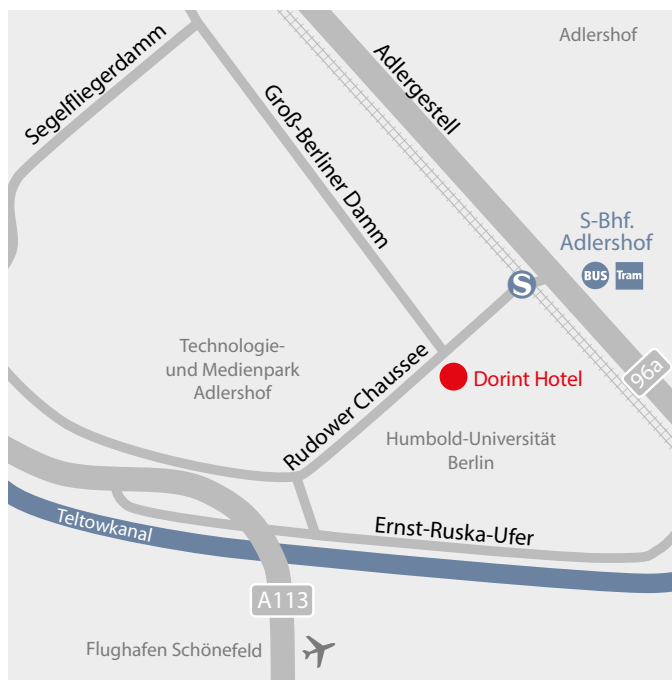 Adlershof
Segelfliegerdamm
Groß-Berliner Damm
Adlergestell
S-Bhf.
Adlershof
BUS Tram
S
Technologie-
und Medienpark
Adlershof
Rudower Chaussee
Dorint Hotel
96a
Humbold-Universität
Berlin
Teltowkanal
Ernst-Ruska-Ufer
A113
Flughafen Schönefeld